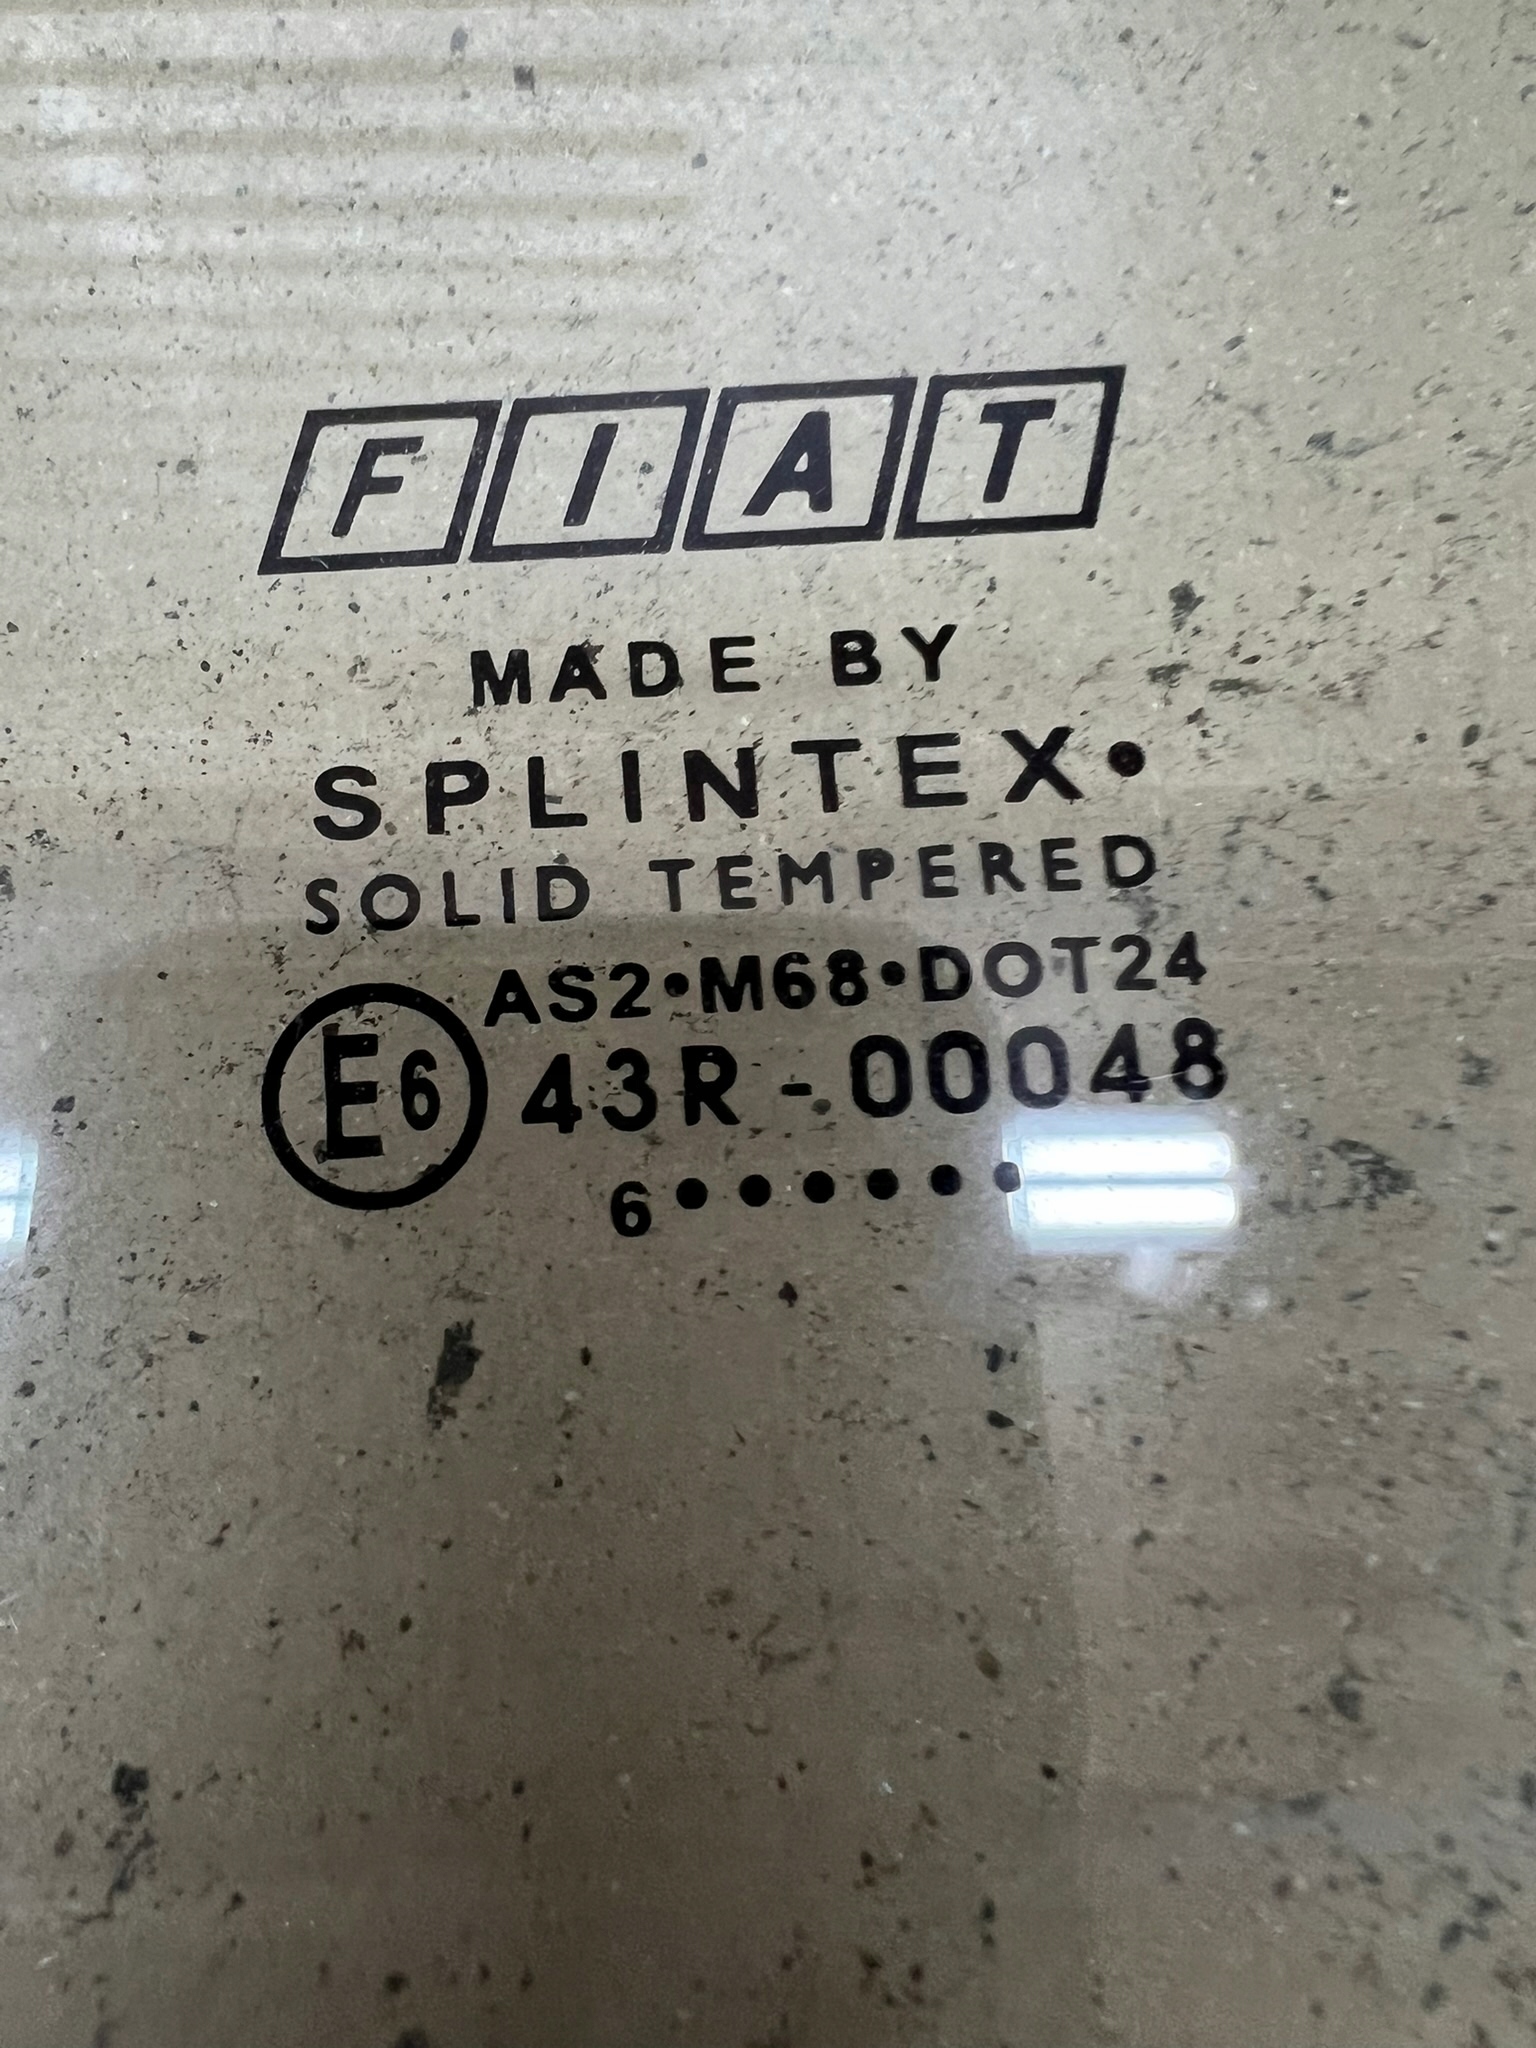 FIAT
MADE BY
SPLINTEX•
SOLID TEMPERED
AS2•M68•DOT24
E6 43R-00048
6••••••